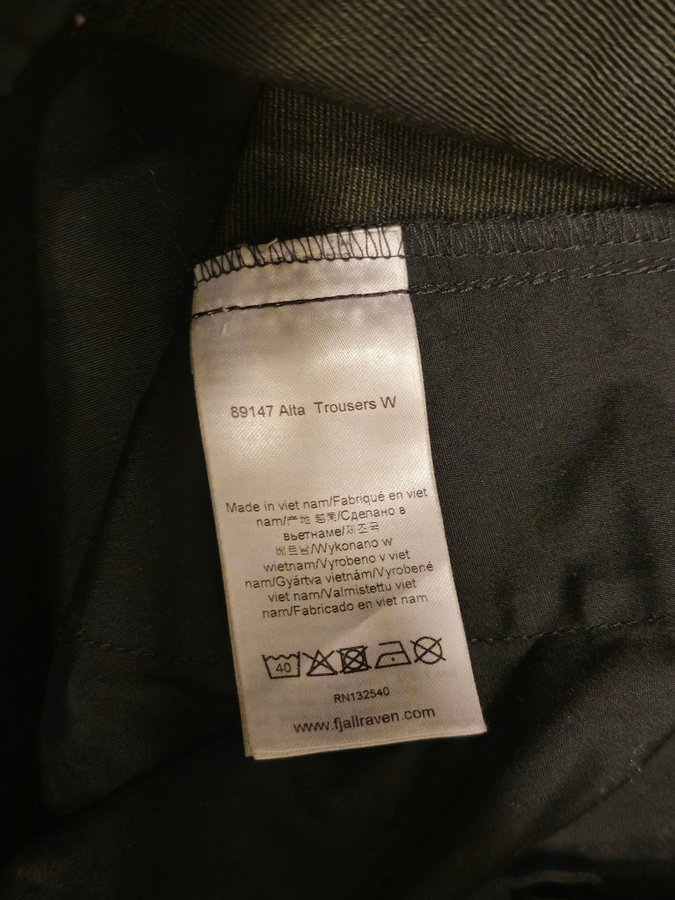 89147 Alta Trousers W
Made in viet nam/Fabriqué en viet
nam/产地 越南/Сделано в
вьетнаме/제조국
베트남/Wykonano w
wietnam/Vyrobeno v viet
nam/Gyártva vietnám/Vyrobené
viet nam/Valmistettu viet
nam/Fabricado en viet nam
40
RN132540
www.fjallraven.com